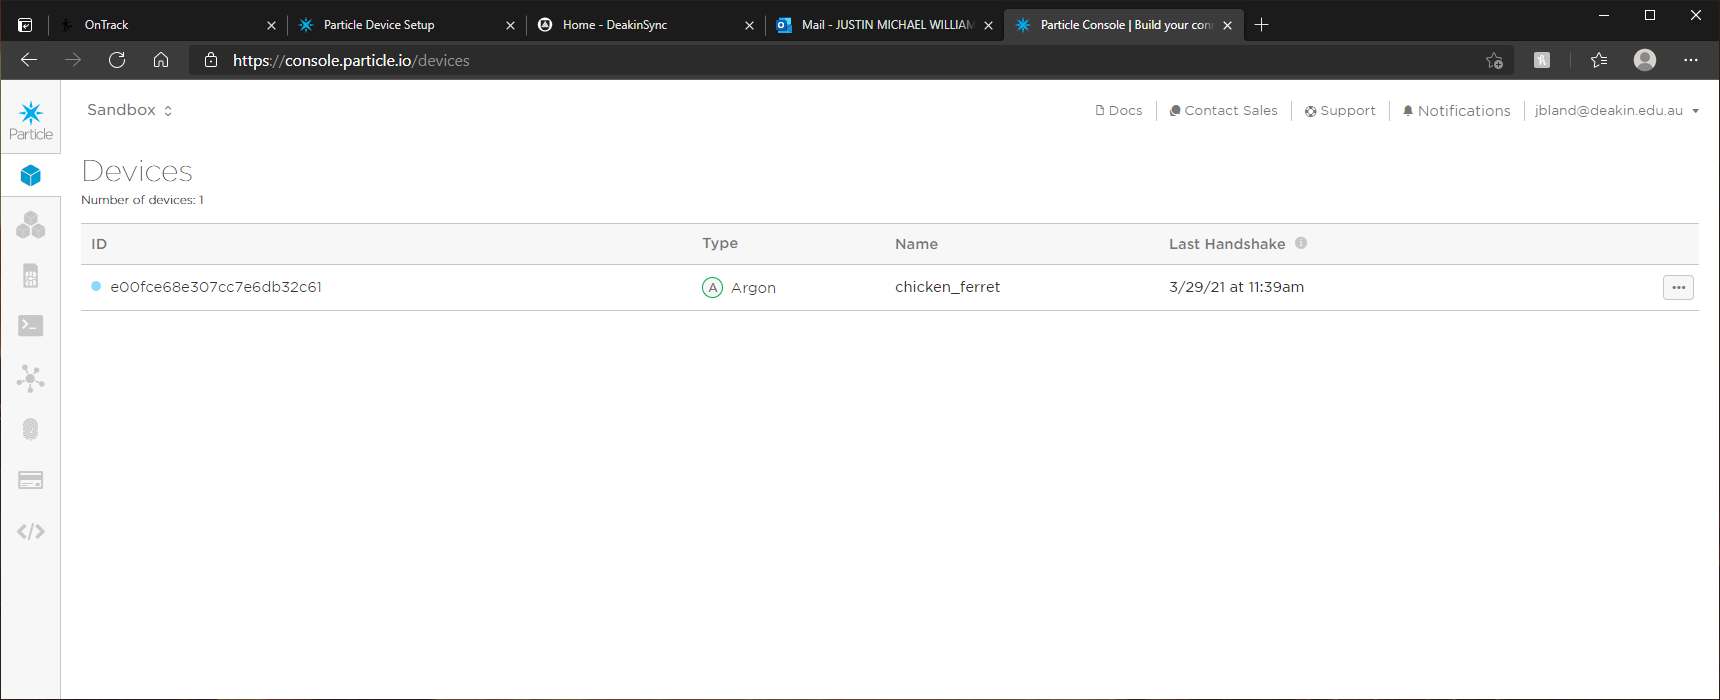 OnTrack
Particle Device Setup
Home - DeakinSync
Mail - JUSTIN MICHAEL WILLIAM
Particle Console | Build your con
https://console.particle.io/devices
Particle
Sandbox
Docs
Contact Sales
Support
Notifications
jbland@deakin.edu.au
Devices
Number of devices: 1
ID Type Name Last Handshake
e00fce68e307cc7e6db32c61 A Argon chicken_ferret 3/29/21 at 11:39am